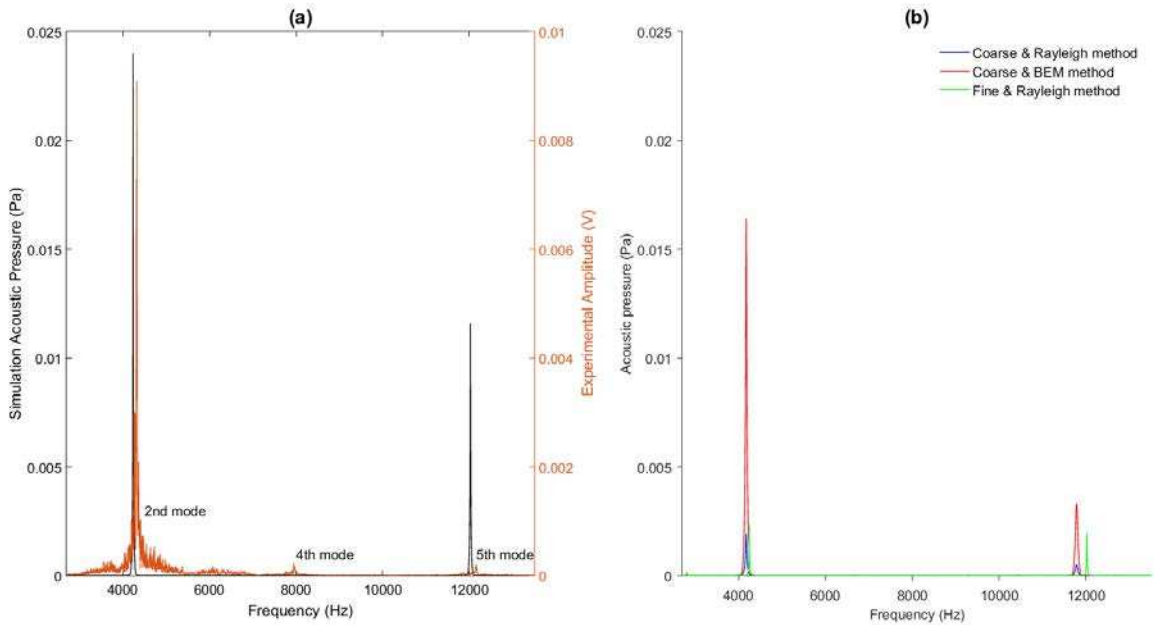 (a)
0.025
0.02
0.015
0.01
0.005
0
Simulation Acoustic Pressure (Pa)
0.01
0.008
0.006
0.004
0.002
0
Experimental Amplitude (V)
2nd mode
4th mode
5th mode
4000 6000 8000 10000 12000
Frequency (Hz)
(b)
Coarse & Rayleigh method
Coarse & BEM method
Fine & Rayleigh method
0.025
0.02
0.015
0.01
0.005
0
Acoustic pressure (Pa)
4000 6000 8000 10000 12000
Frequency (Hz)